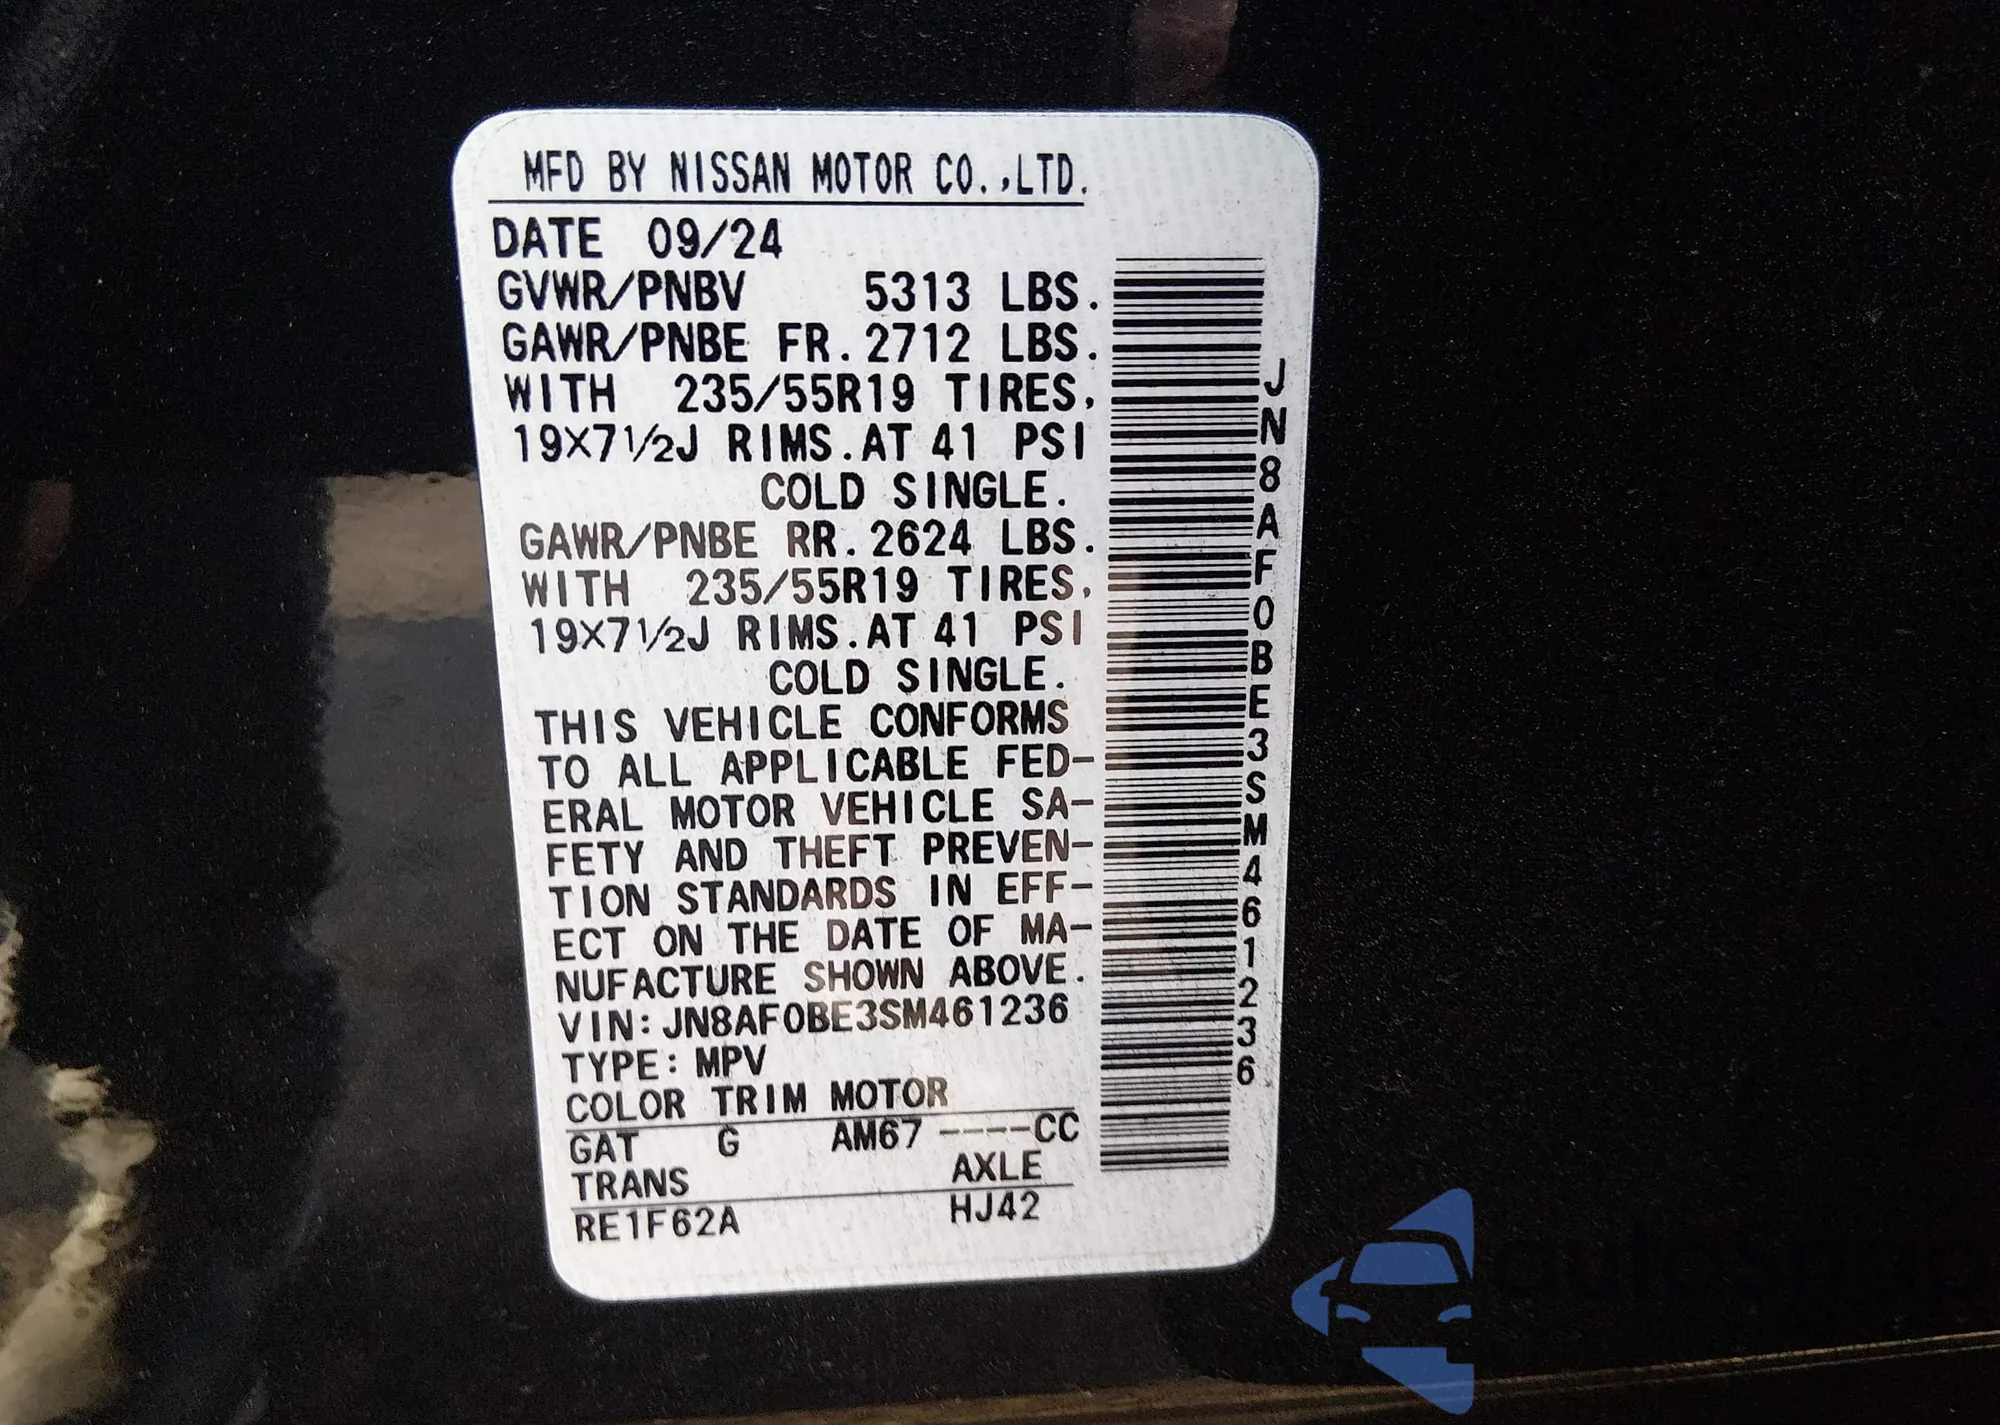 MFD BY NISSAN MOTOR CO.,LTD.
DATE 09/24
GVWR/PNBV 5313 LBS.
GAWR/PNBE FR.2712 LBS.
WITH 235/55R19 TIRES,
19X7½J RIMS.AT 41 PSI
COLD SINGLE.
GAWR/PNBE RR.2624 LBS.
WITH 235/55R19 TIRES,
19X7½J RIMS.AT 41 PSI
COLD SINGLE.
THIS VEHICLE CONFORMS
TO ALL APPLICABLE FED-
ERAL MOTOR VEHICLE SA-
FETY AND THEFT PREVEN-
TION STANDARDS IN EFF-
ECT ON THE DATE OF MA-
NUFACTURE SHOWN ABOVE.
VIN:JN8AF0BE3SM461236
TYPE:MPV
COLOR TRIM MOTOR
GAT G AM67 ----CC
TRANS AXLE
RE1F62A HJ42
JN8AF0BE3SM461236